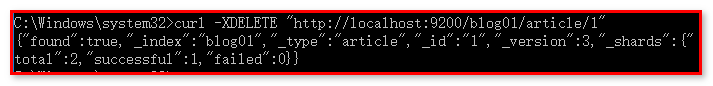 C:\Windows\system32>curl -XDELETE "http://localhost:9200/blog01/article/1"
{"found":true,"_index":"blog01","_type":"article","_id":"1","_version":3,"_shards":{"
total":2,"successful":1,"failed":0}}